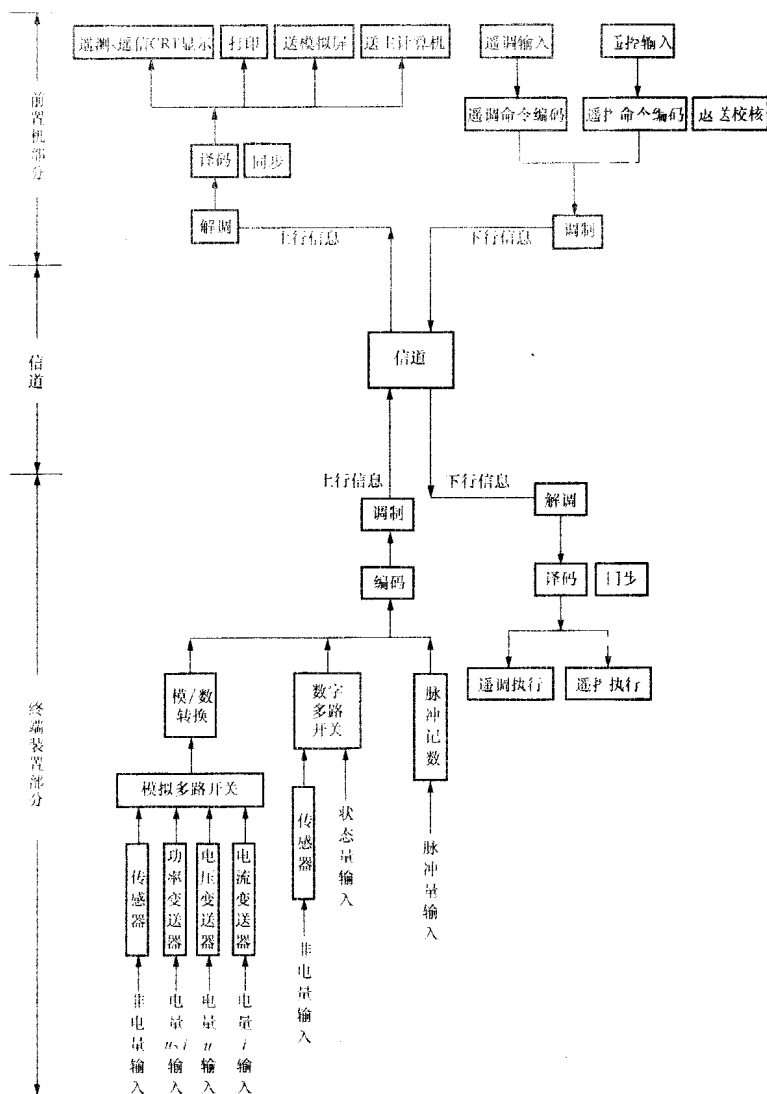 遥测、遥信CRT显示
打印
送模拟屏
送主计算机
遥调输入
遥控输入
遥调命令编码
遥控命令编码
返送校核
前置机部分
译码
同步
解调
上行信息
下行信息
调制
信道
信道
上行信息
下行信息
调制
解调
编码
译码
同步
遥调执行
遥控执行
模/数
转换
数字
多路
开关
脉冲记数
模拟多路开关
终端装置部分
传感器
功率变送器
电压变送器
电流变送器
传感器
状态量输入
脉冲量输入
非电量输入
电量u、i输入
电量u输入
电量i输入
非电量输入